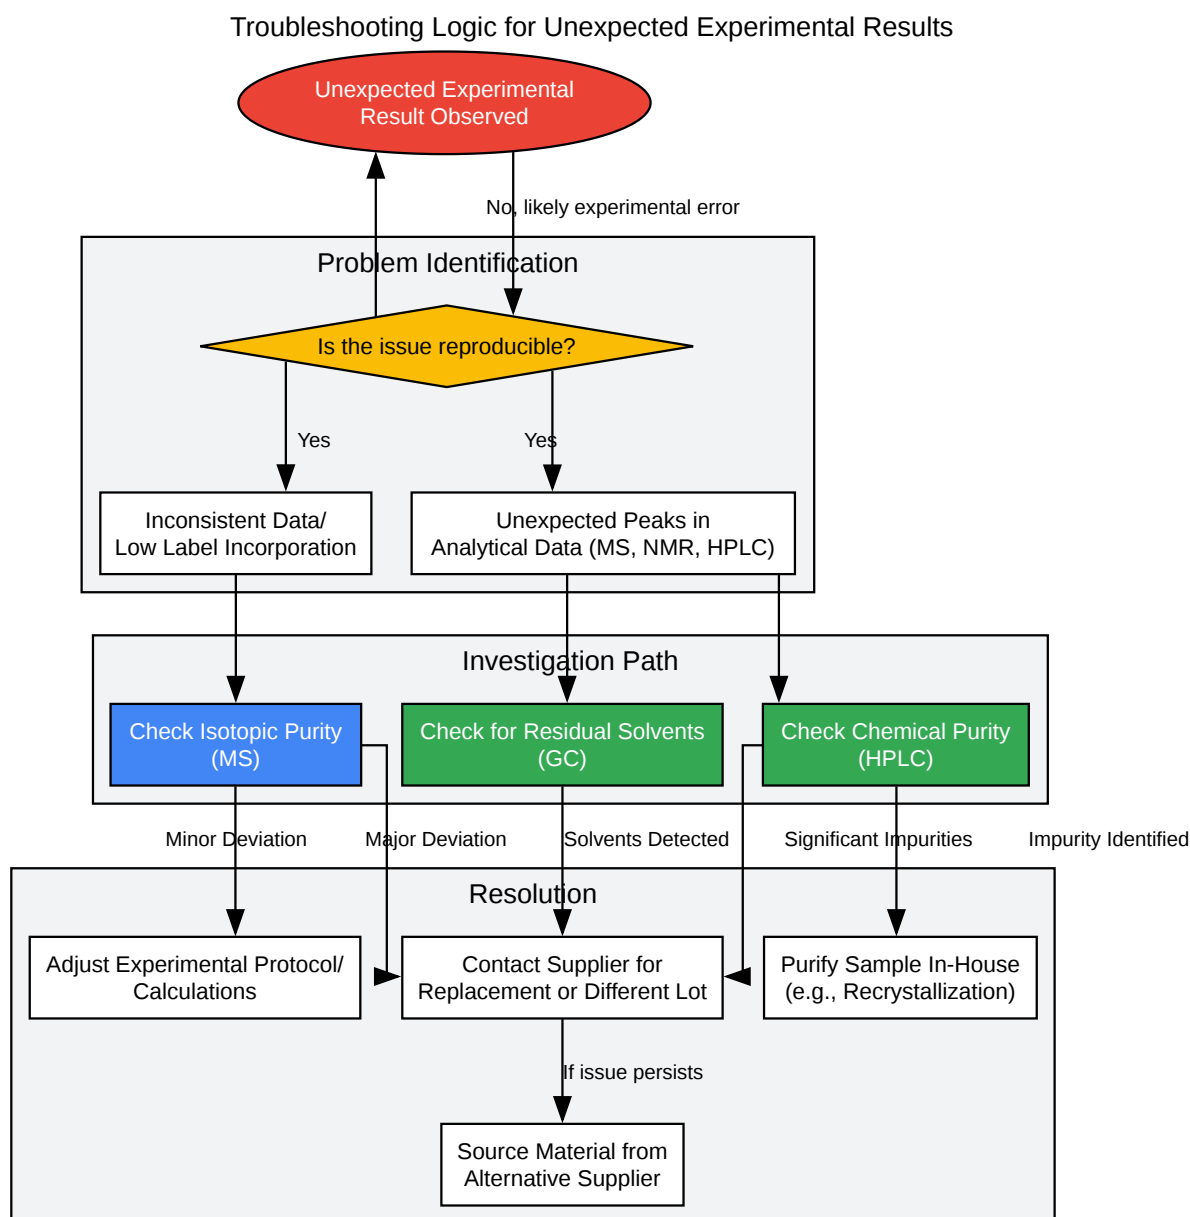 Troubleshooting Logic for Unexpected Experimental Results
Unexpected Experimental
Result Observed
No, likely experimental error
Problem Identification
Is the issue reproducible?
Yes
Yes
Inconsistent Data/
Low Label Incorporation
Unexpected Peaks in
Analytical Data (MS, NMR, HPLC)
Investigation Path
Check Isotopic Purity
(MS)
Check for Residual Solvents
(GC)
Check Chemical Purity
(HPLC)
Minor Deviation
Major Deviation
Solvents Detected
Significant Impurities
Impurity Identified
Resolution
Adjust Experimental Protocol/
Calculations
Contact Supplier for
Replacement or Different Lot
Purify Sample In-House
(e.g., Recrystallization)
If issue persists
Source Material from
Alternative Supplier